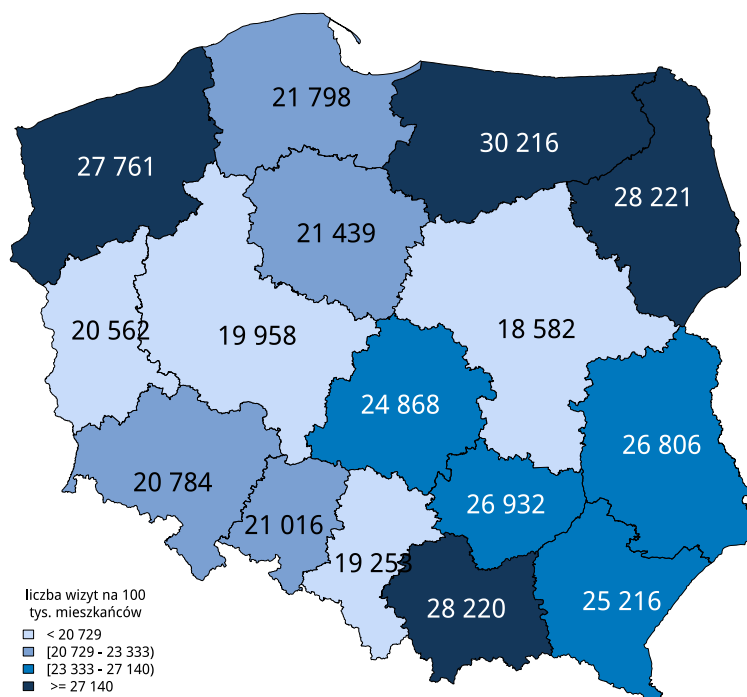 21 798
30 216
27 761
28 221
21 439
20 562
19 958
18 582
24 868
26 806
20 784
26 932
21 016
19 253
25 216
28 220
liczba wizyt na 100
tys. mieszkańców
< 20 729
[20 729 - 23 333)
[23 333 - 27 140)
>= 27 140